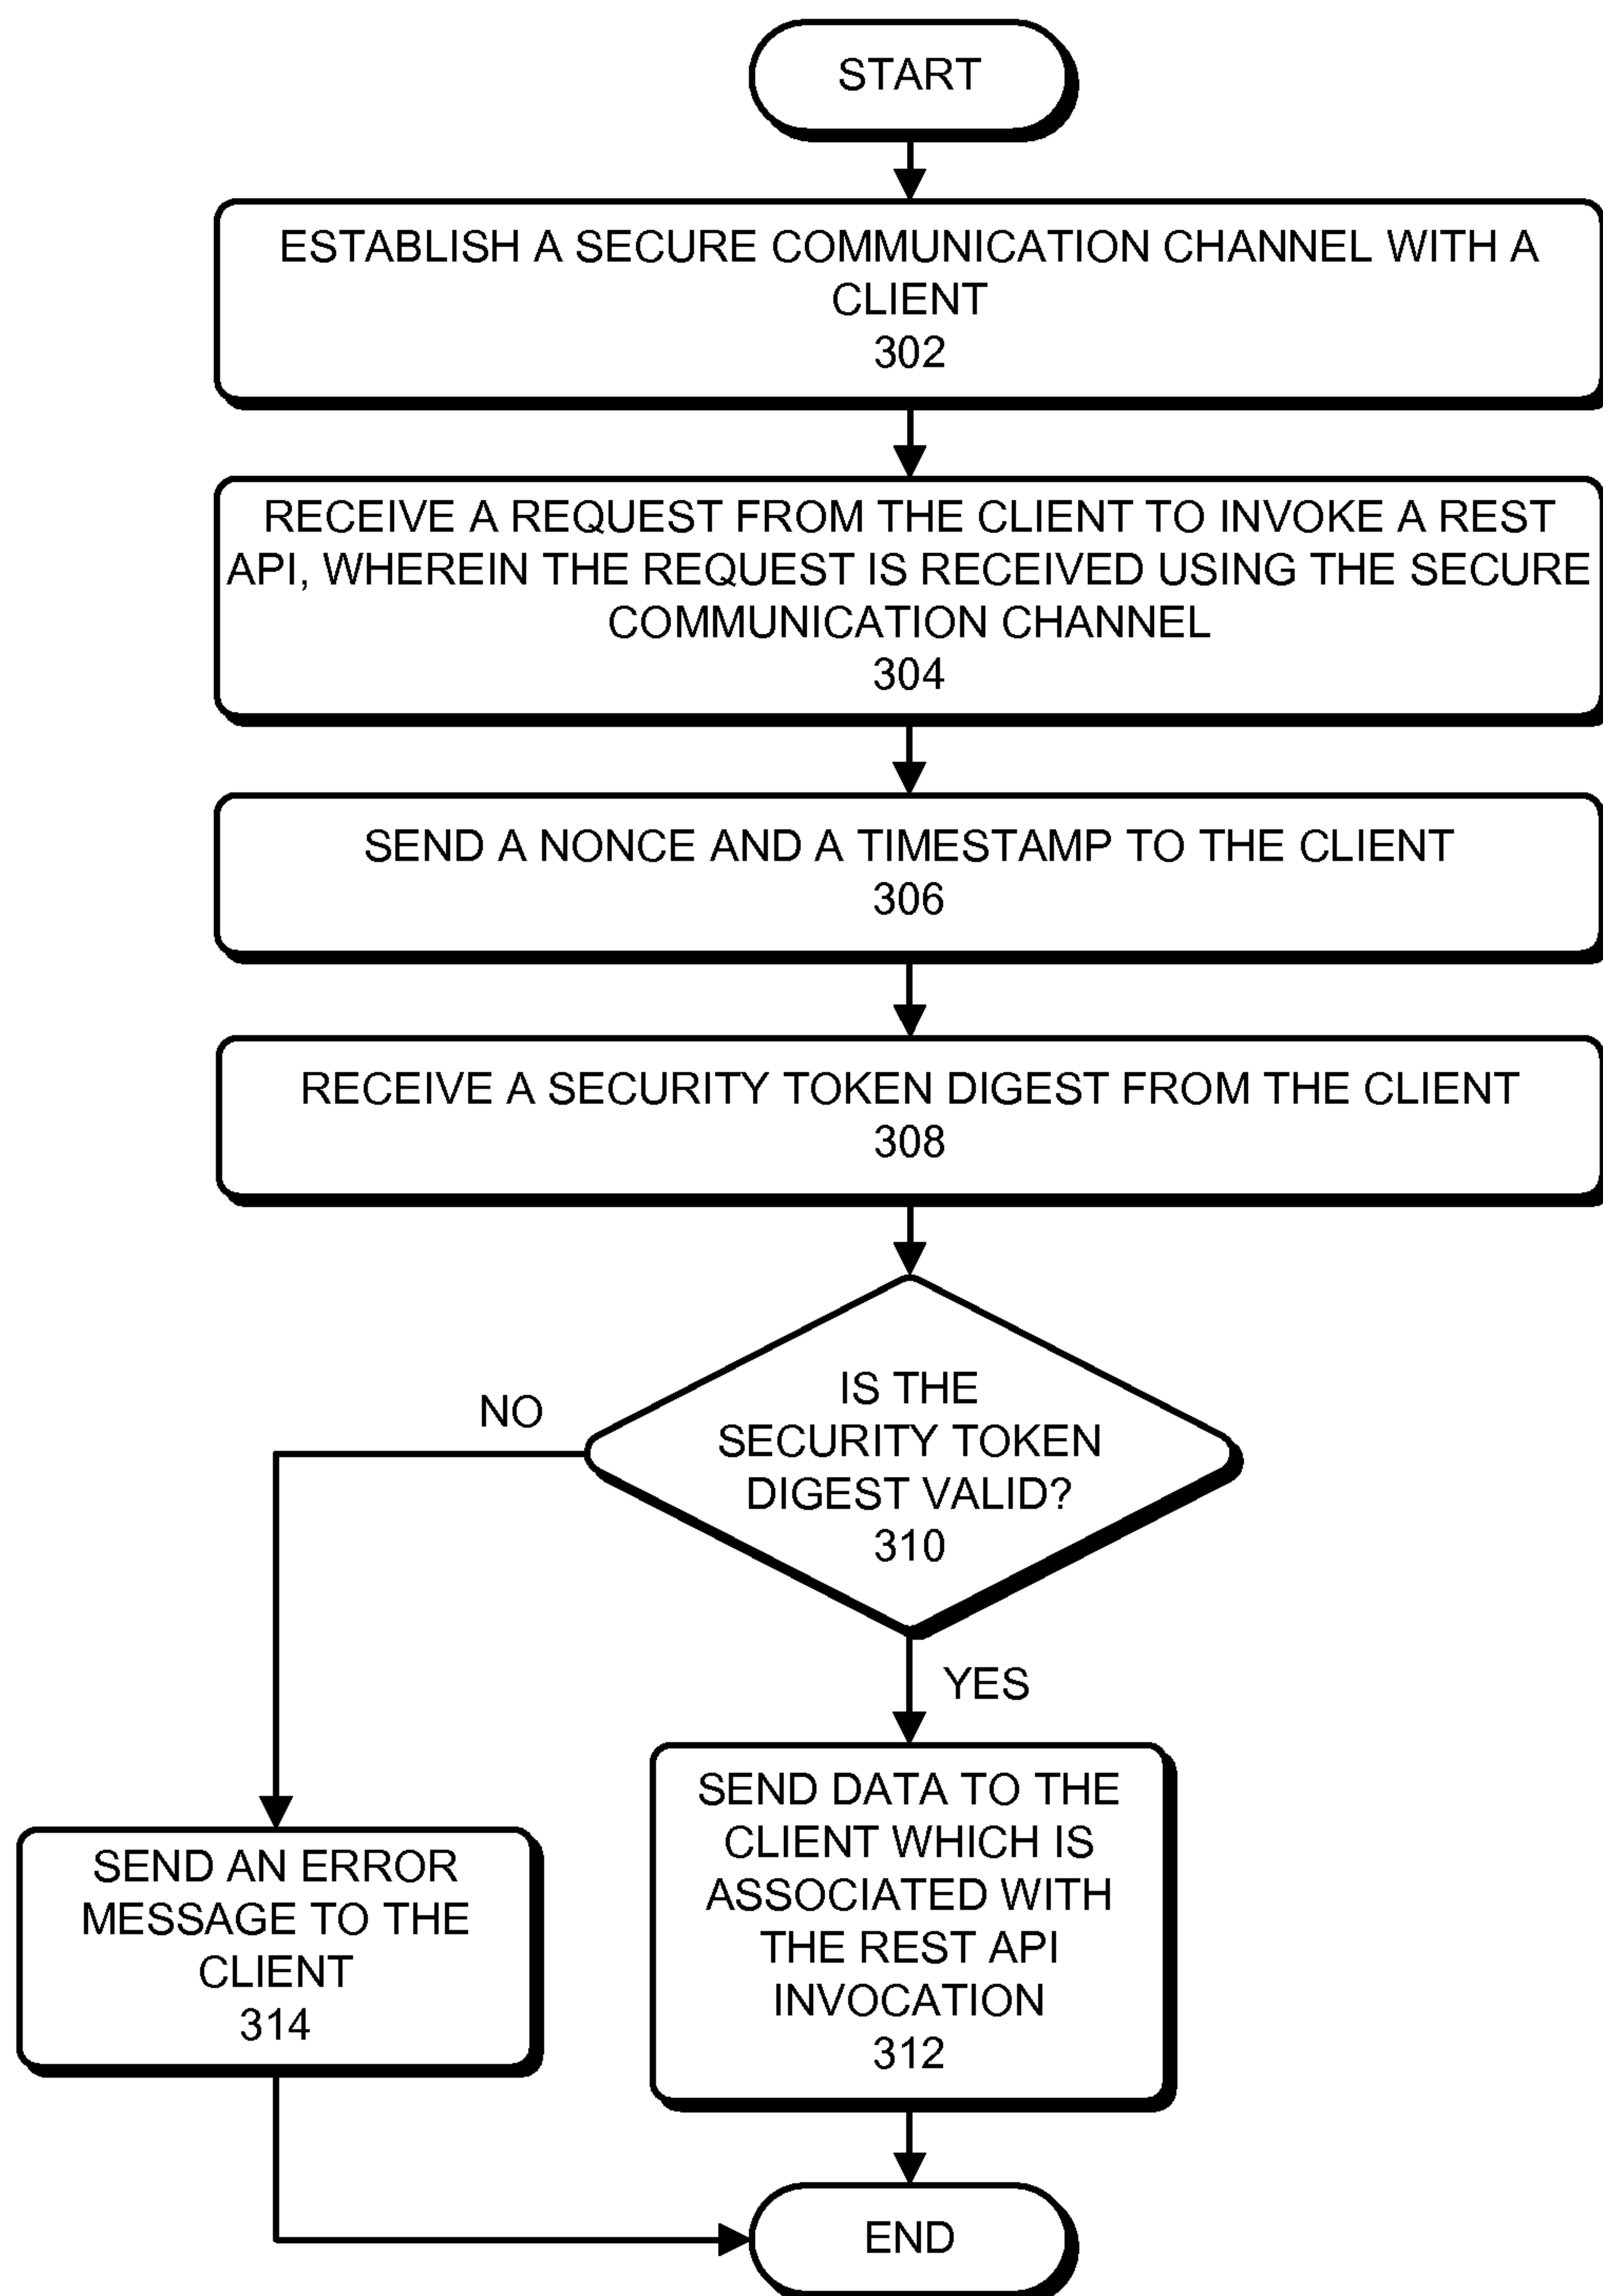 START
ESTABLISH A SECURE COMMUNICATION CHANNEL WITH A
CLIENT
302
RECEIVE A REQUEST FROM THE CLIENT TO INVOKE A REST
API, WHEREIN THE REQUEST IS RECEIVED USING THE SECURE
COMMUNICATION CHANNEL
304
SEND A NONCE AND A TIMESTAMP TO THE CLIENT
306
RECEIVE A SECURITY TOKEN DIGEST FROM THE CLIENT
308
IS THE
SECURITY TOKEN
DIGEST VALID?
310
NO
YES
SEND AN ERROR
MESSAGE TO THE
CLIENT
314
SEND DATA TO THE
CLIENT WHICH IS
ASSOCIATED WITH
THE REST API
INVOCATION
312
END